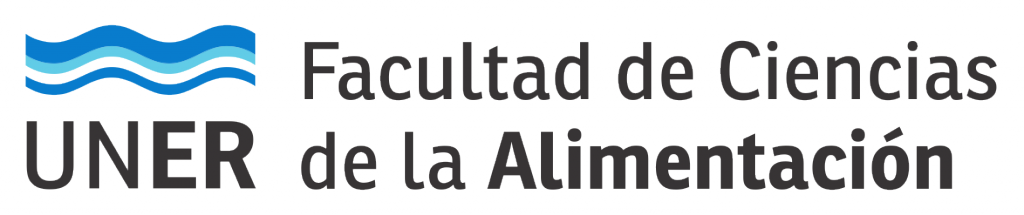 UNER
Facultad de Ciencias
de la Alimentación